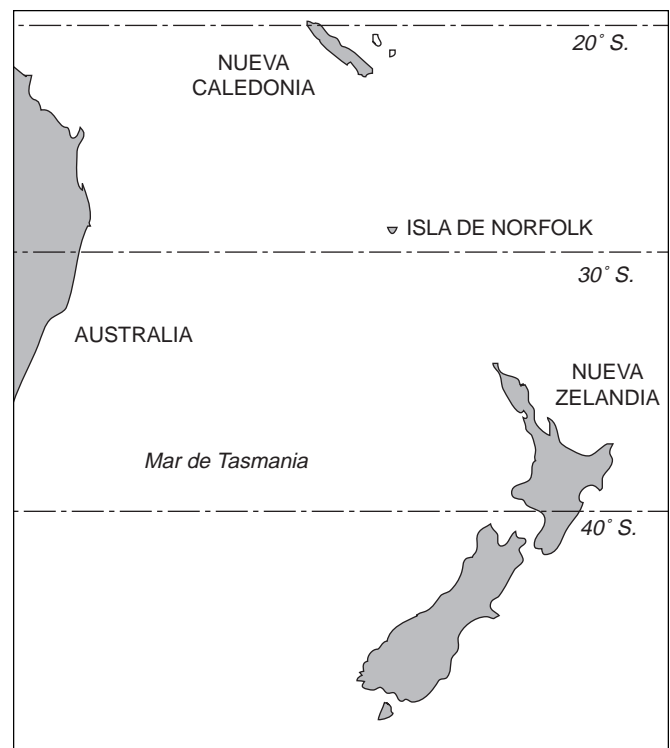 20° S.
NUEVA
CALEDONIA
ISLA DE NORFOLK
30° S.
AUSTRALIA
NUEVA
ZELANDIA
Mar de Tasmania
40° S.